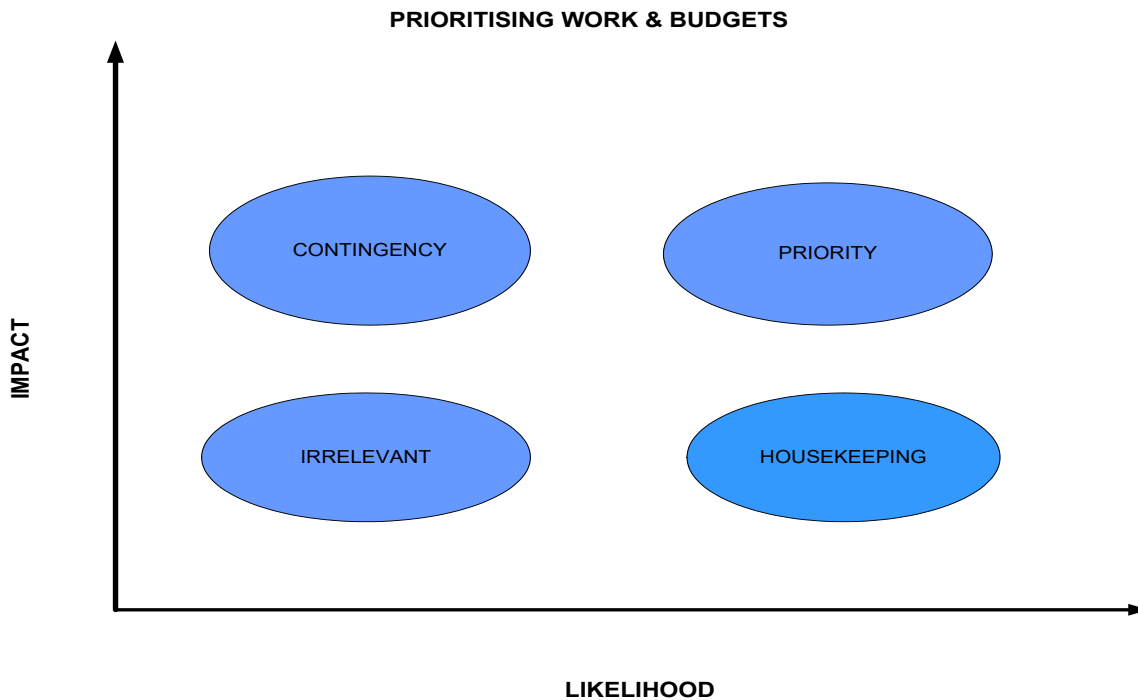 PRIORITISING WORK & BUDGETS
CONTINGENCY
PRIORITY
IMPACT
IRRELEVANT
HOUSEKEEPING
LIKELIHOOD